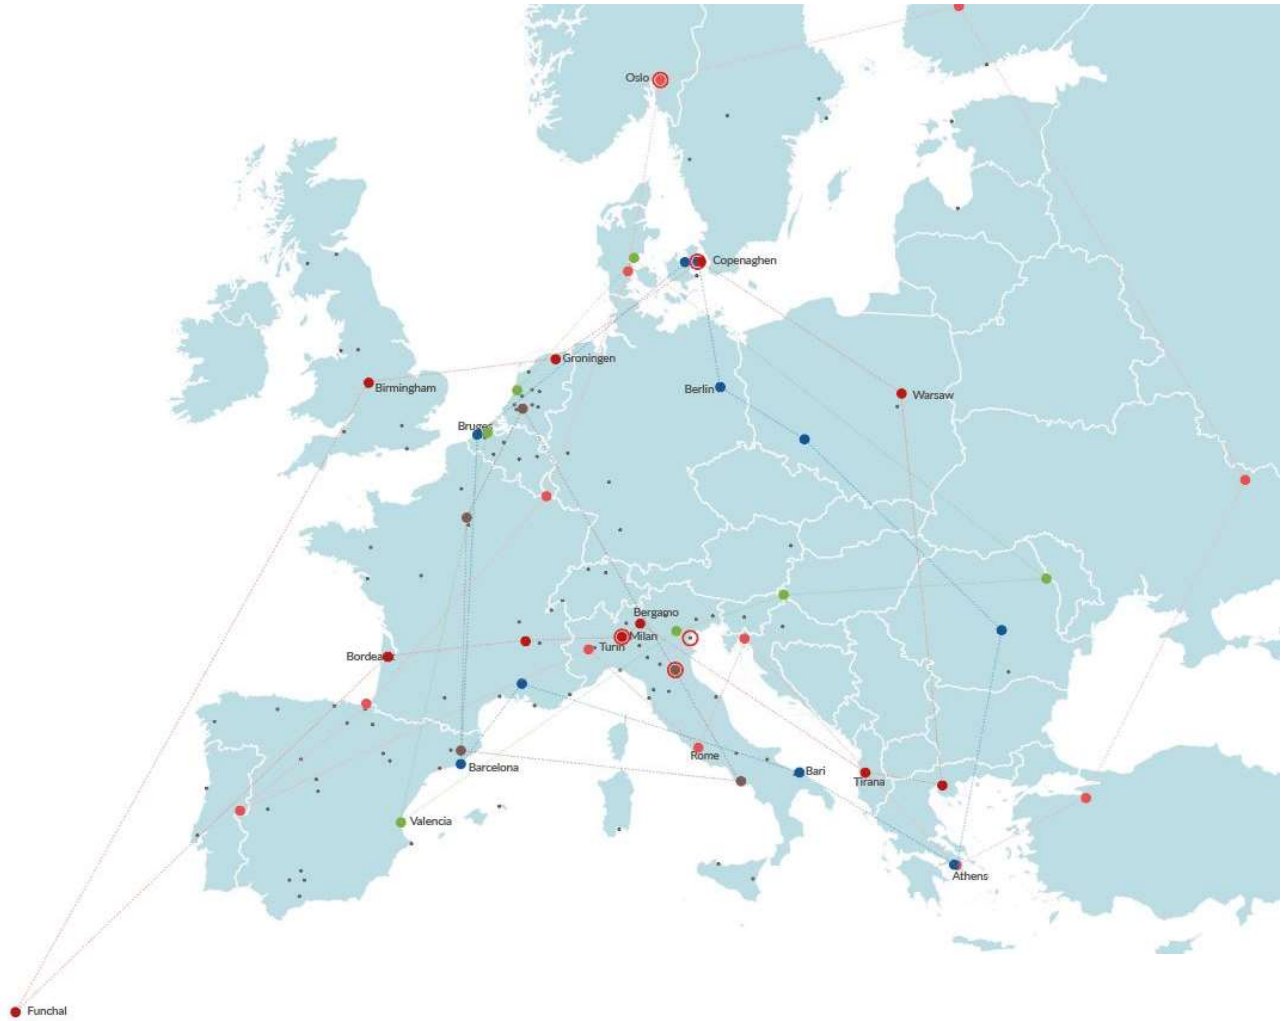 Oslo
Copenaghen
Groningen
Birmingham
Berlin
Warsaw
Bruges
Bergamo
Milan
Turin
Bordeaux
Rome
Bari
Tirana
Barcelona
Valencia
Athens
Funchal